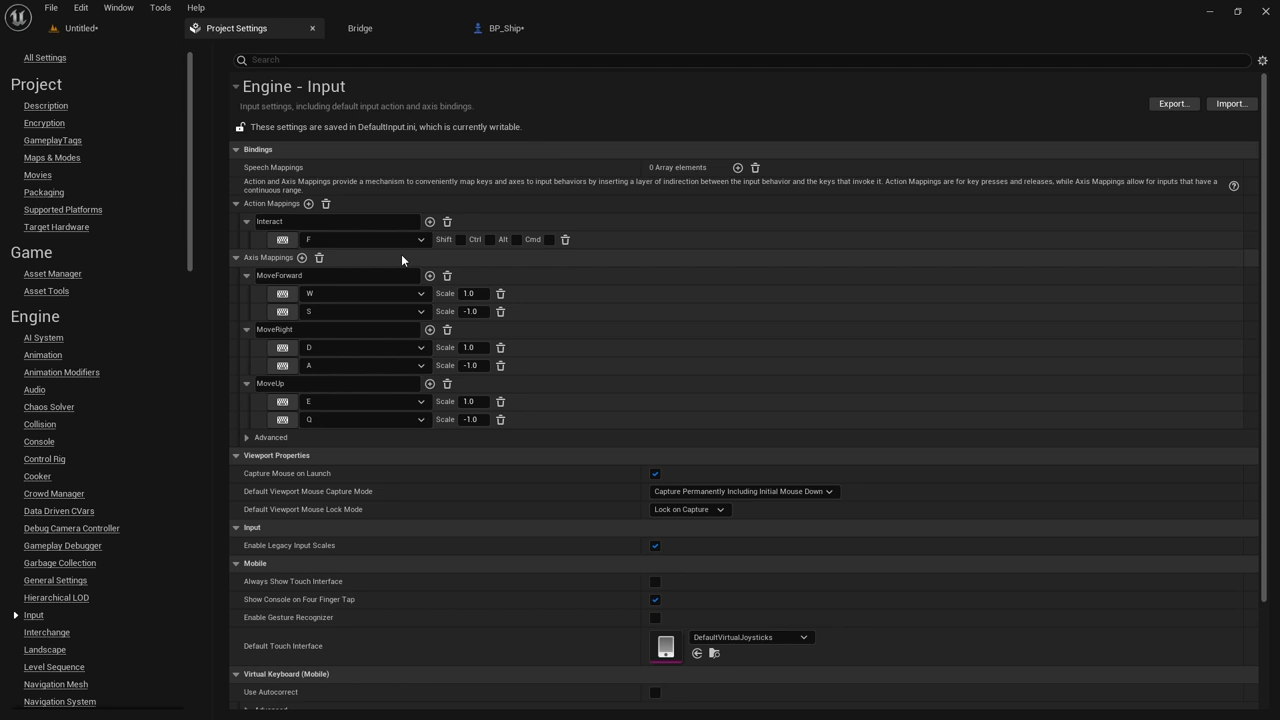 File Edit Window Tools Help
Untitled* Project Settings Bridge BP_Ship*
All Settings
Project
Description
Encryption
GameplayTags
Maps & Modes
Movies
Packaging
Supported Platforms
Target Hardware
Game
Asset Manager
Asset Tools
Engine
AI System
Animation
Animation Modifiers
Audio
Chaos Solver
Collision
Console
Control Rig
Cooker
Crowd Manager
Data Driven CVars
Debug Camera Controller
Gameplay Debugger
Garbage Collection
General Settings
Hierarchical LOD
Input
Interchange
Landscape
Level Sequence
Navigation Mesh
Navigation System
Search
Engine - Input
Input settings, including default input action and axis bindings.
Export... Import...
These settings are saved in DefaultInput.ini, which is currently writable.
Bindings
Speech Mappings 0 Array elements
Action and Axis Mappings provide a mechanism to conveniently map keys and axes to input behaviors by inserting a layer of indirection between the input behavior and the keys that invoke it. Action Mappings are for key presses and releases, while Axis Mappings allow for inputs that have a
continuous range.
Action Mappings
Interact
F Shift Ctrl Alt Cmd
Axis Mappings
MoveForward
W Scale 1.0
S Scale -1.0
MoveRight
D Scale 1.0
A Scale -1.0
MoveUp
E Scale 1.0
Q Scale -1.0
Advanced
Viewport Properties
Capture Mouse on Launch
Default Viewport Mouse Capture Mode Capture Permanently Including Initial Mouse Down
Default Viewport Mouse Lock Mode Lock on Capture
Input
Enable Legacy Input Scales
Mobile
Always Show Touch Interface
Show Console on Four Finger Tap
Enable Gesture Recognizer
Default Touch Interface DefaultVirtualJoysticks
Virtual Keyboard (Mobile)
Use Autocorrect
Advanced